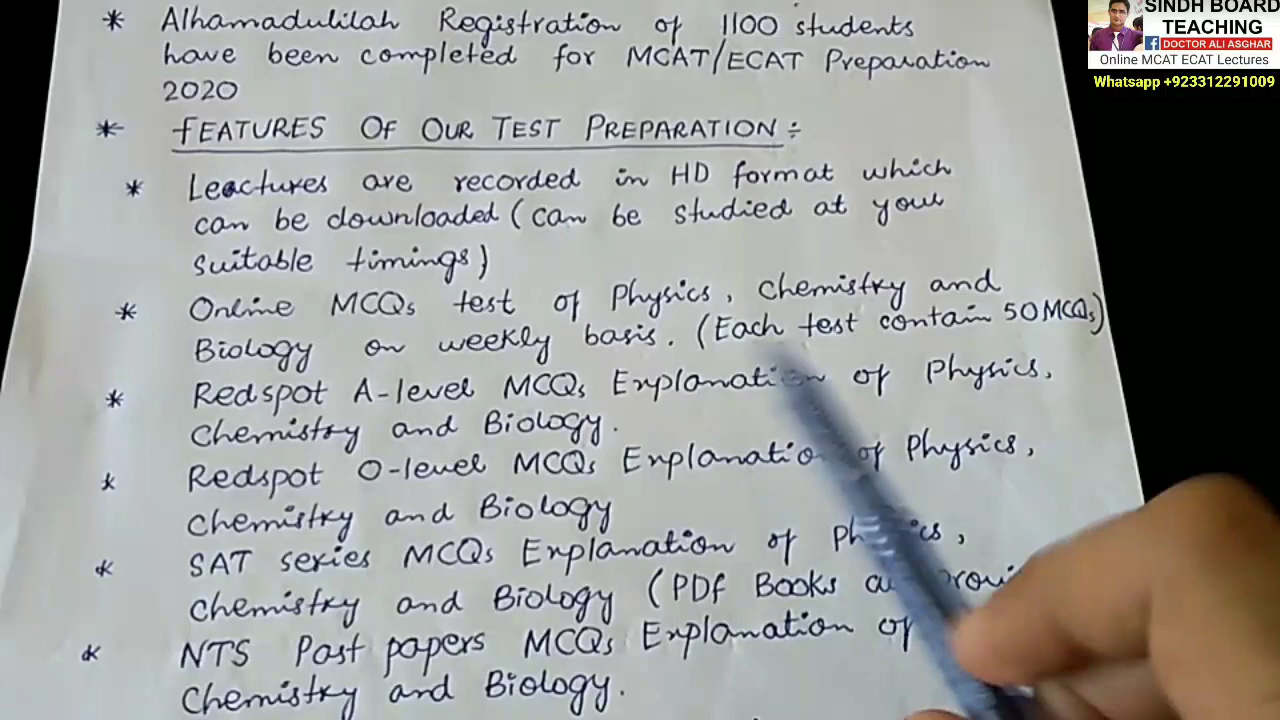 * Alhamadulilah Registration of 1100 students
have been completed for MCAT/ECAT Preparation
2020
* FEATURES OF OUR TEST PREPARATION ÷
* Leactures are recorded in HD format which
can be downloaded (can be studied at your
suitable timings)
* Online MCQs test of Physics, Chemistry and
Biology on weekly basis. (Each test contain 50 MCQs)
* Redspot A-level MCQs Explanation of Physics,
Chemistry and Biology.
* Redspot O-level MCQs Explanation of Physics,
Chemistry and Biology
* SAT series MCQs Explanation of Physics,
Chemistry and Biology (PDF Books
* NTS Past papers MCQs Explanation of
Chemistry and Biology.
SINDH BOARD
TEACHING
f DOCTOR ALI ASGHAR
Online MCAT ECAT Lectures
Whatsapp +923312291009